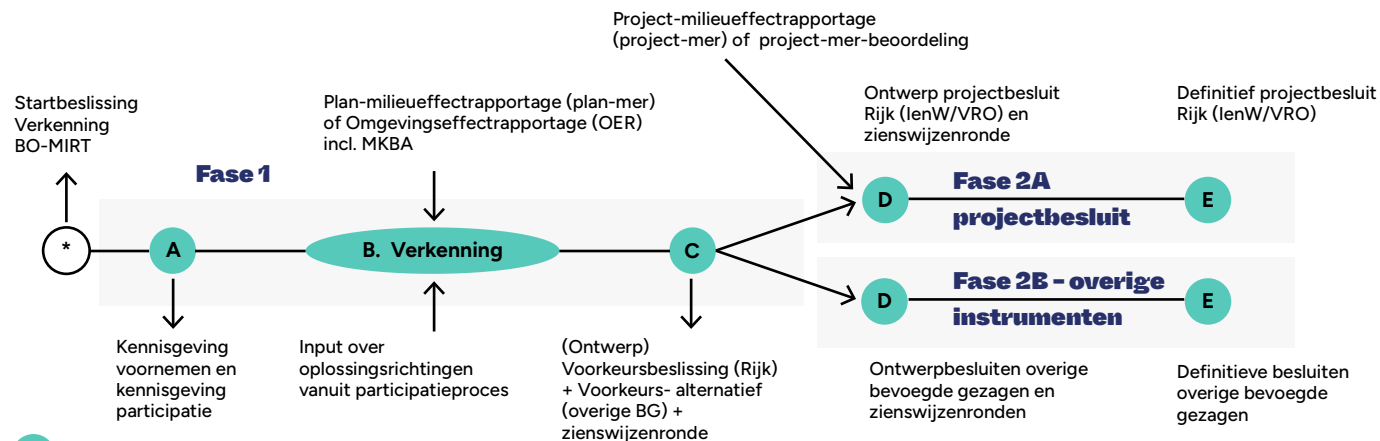 Project-milieueffectrapportage
(project-mer) of project-mer-beoordeling
Startbeslissing
Verkenning
BO-MIRT
Plan-milieueffectrapportage (plan-mer)
of Omgevingseffectrapportage (OER)
incl. MKBA
Ontwerp projectbesluit
Rijk (IenW/VRO) en
zienswijzenronde
Definitief projectbesluit
Rijk (IenW/VRO)
Fase 1
*
A
B. Verkenning
C
D
Fase 2A
projectbesluit
E
D
Fase 2B – overige
instrumenten
E
Kennisgeving
voornemen en
kennisgeving
participatie
Input over
oplossingsrichtingen
vanuit participatieproces
(Ontwerp)
Voorkeursbeslissing (Rijk)
+ Voorkeurs- alternatief
(overige BG) +
zienswijzenronde
Ontwerpbesluiten overige
bevoegde gezagen en
zienswijzenronden
Definitieve besluiten
overige bevoegde
gezagen